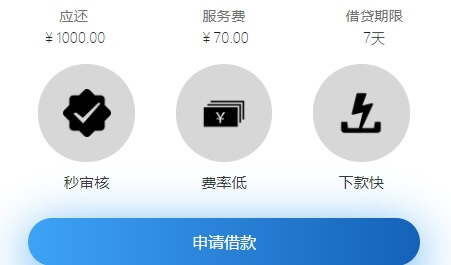 应还 服务费 借贷期限
¥1000.00 ¥70.00 7天
¥
秒审核 费率低 下款快
申请借款